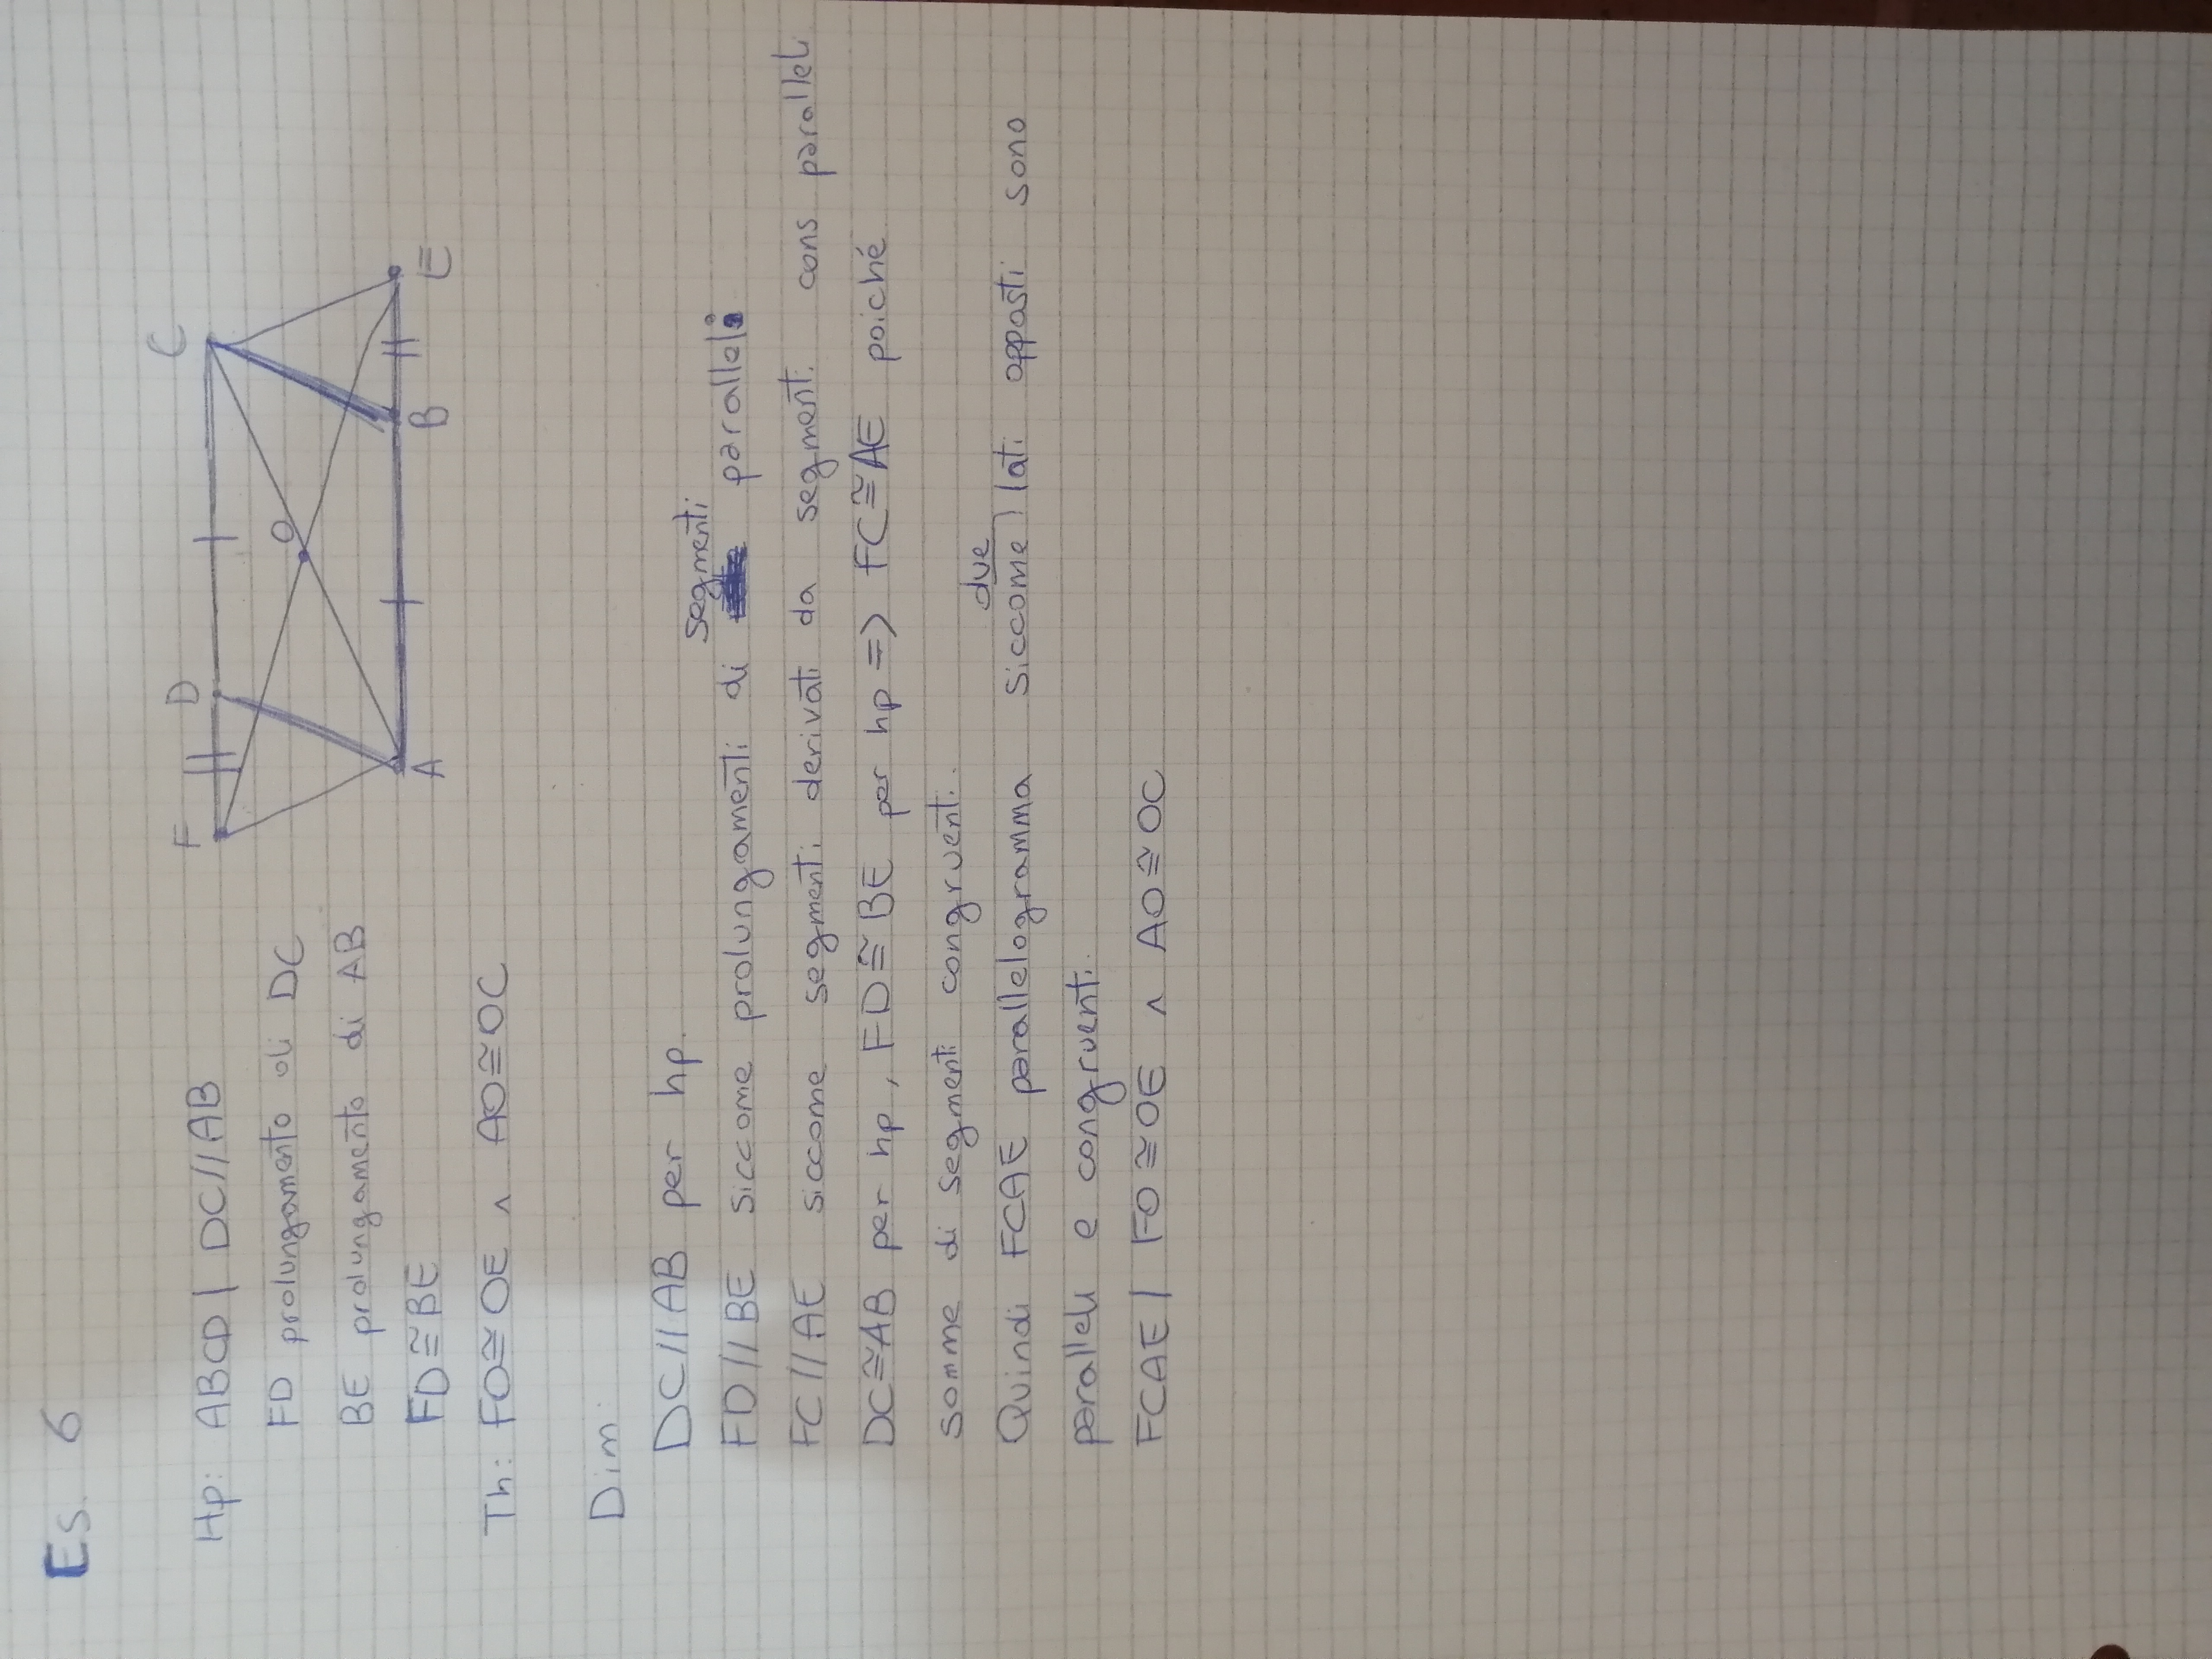 Es. 6
F D C
O
A B E
Hp: ABCD | DC//AB
FD prolungamento di DC
BE prolungamento di AB
FD≅BE
Th: FO≅OE ∧ AO≅OC
Dim:
DC//AB per hp.
segmenti
FD//BE siccome prolungamenti di paralleli
FC//AE siccome segmenti derivati da segmenti cons paralleli
DC≅AB per hp, FD≅BE per hp => FC≅AE poiché
somme di segmenti congruenti.
due
Quindi FCAE parallelogramma siccome lati opposti sono
paralleli e congruenti.
FCAE | FO≅OE ∧ AO≅OC